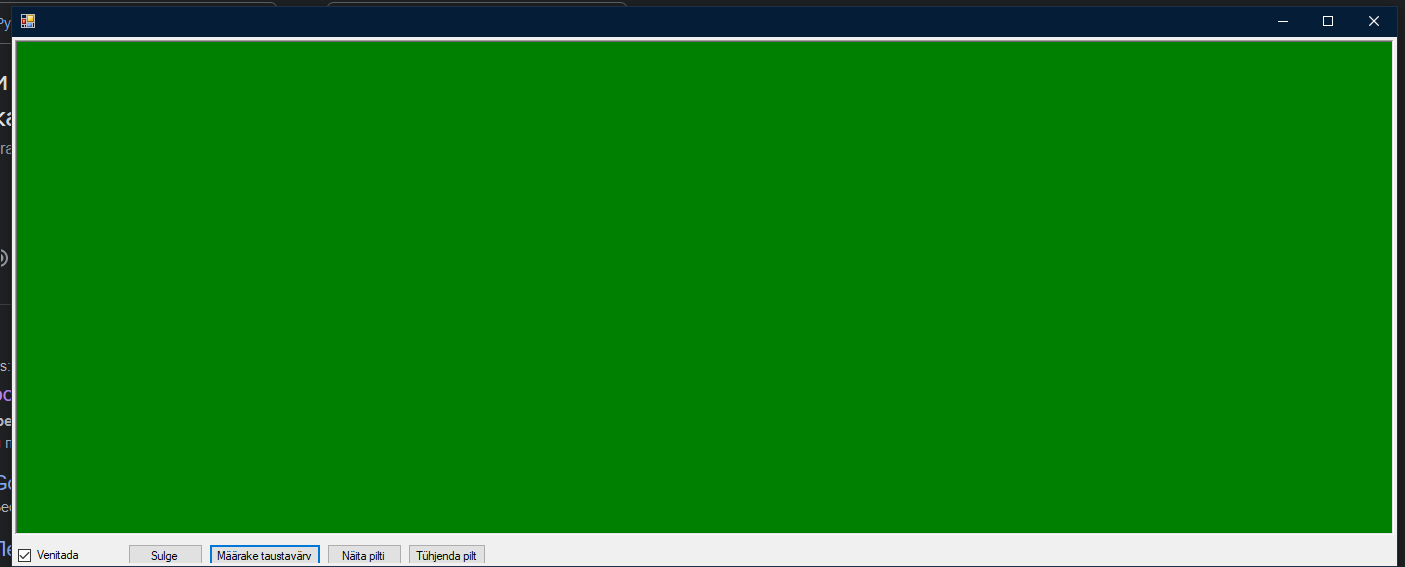 Venitada
Sulge
Määrake taustavärv
Näita pilti
Tühjenda pilt